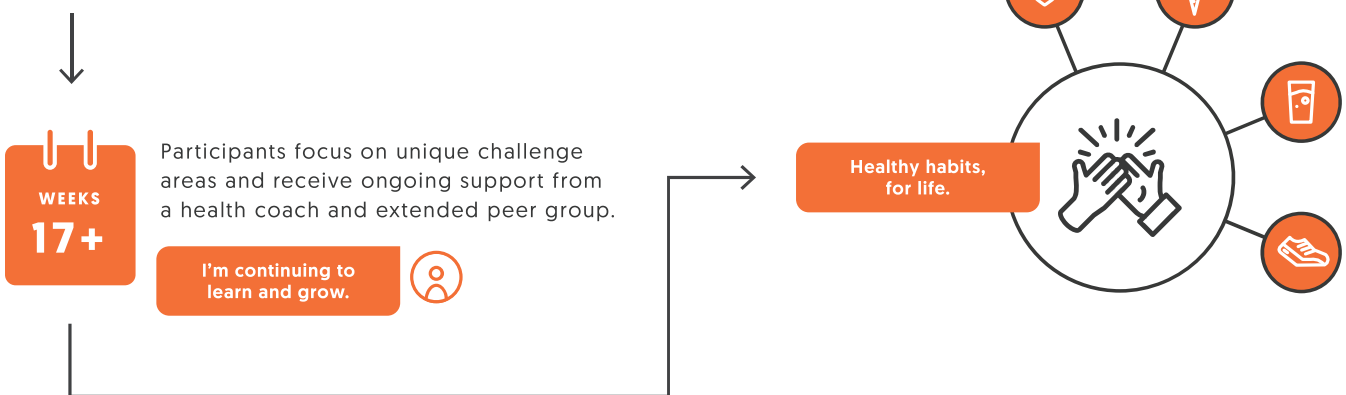 WEEKS
17+
Participants focus on unique challenge
areas and receive ongoing support from
a health coach and extended peer group.
I'm continuing to
learn and grow.
Healthy habits,
for life.